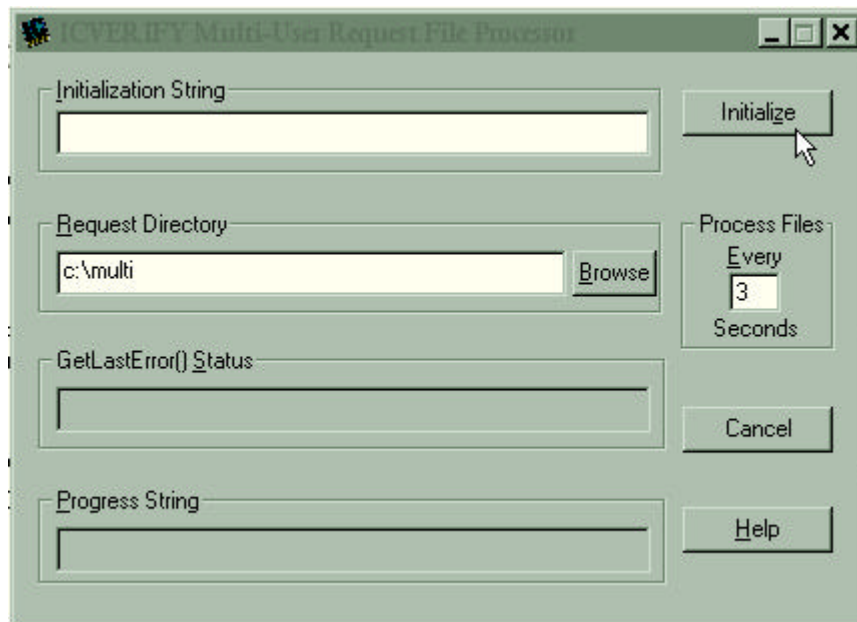 ICVERIFY Multi-User Request File Processor
Initialization String
Initialize
Request Directory
c:\multi
Browse
Process Files
Every
3
Seconds
GetLastError() Status
Cancel
Progress String
Help